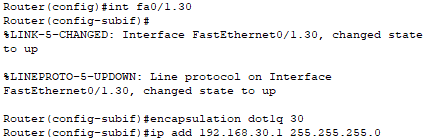 Router(config)#int fa0/1.30
Router(config-subif)#
%LINK-5-CHANGED: Interface FastEthernet0/1.30, changed state
to up
%LINEPROTO-5-UPDOWN: Line protocol on Interface
FastEthernet0/1.30, changed state to up
Router(config-subif)#encapsulation dot1q 30
Router(config-subif)#ip add 192.168.30.1 255.255.255.0